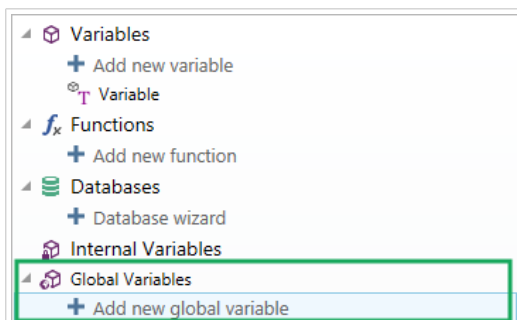 Variables
Add new variable
T Variable
fx Functions
Add new function
Databases
Database wizard
Internal Variables
Global Variables
Add new global variable